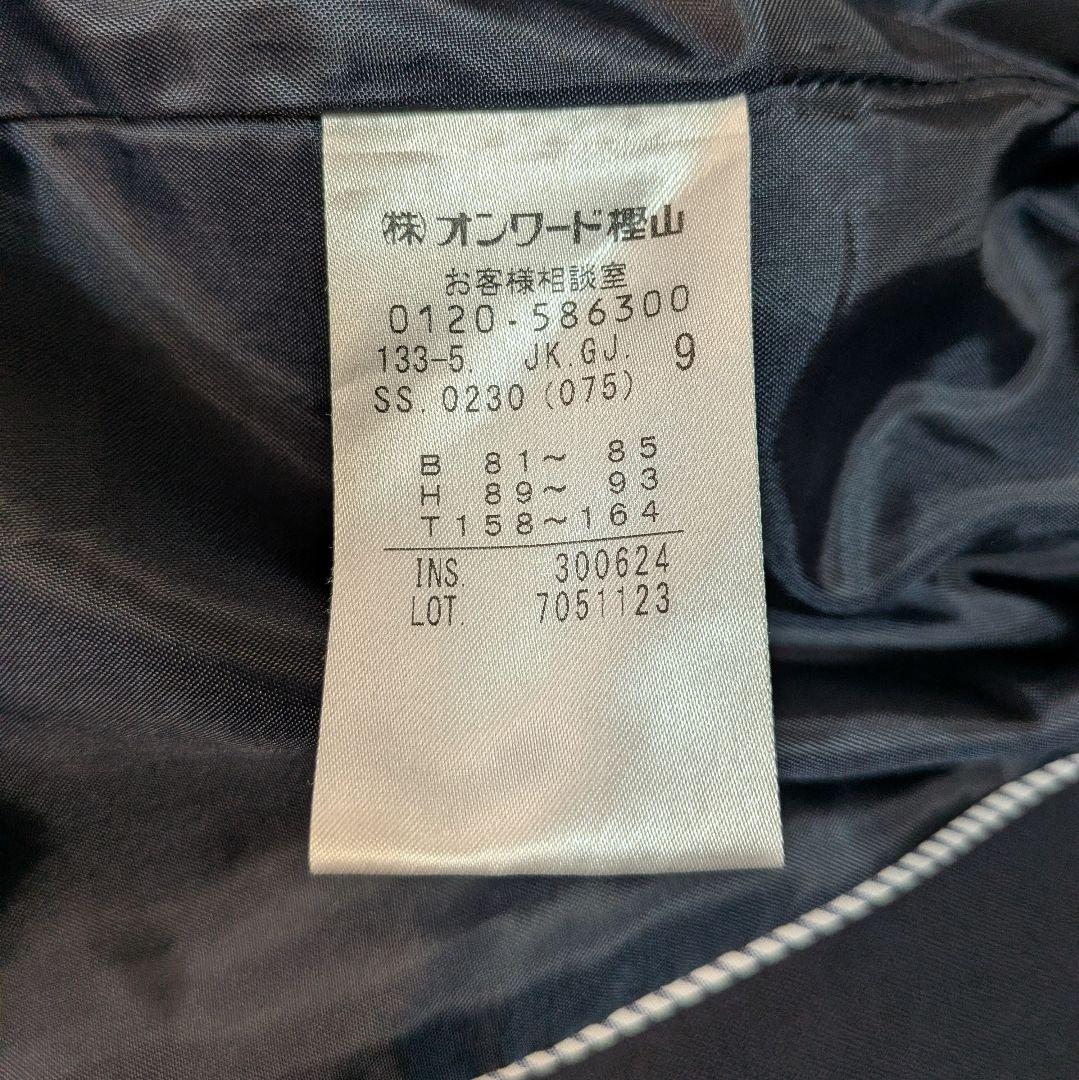 ㈱オンワード樫山
お客様相談室
0120-586300
133-5. JK.GJ. 9
SS. 0230 (075)
B 81～ 85
H 89～ 93
T158～164
INS. 300624
LOT. 7051123